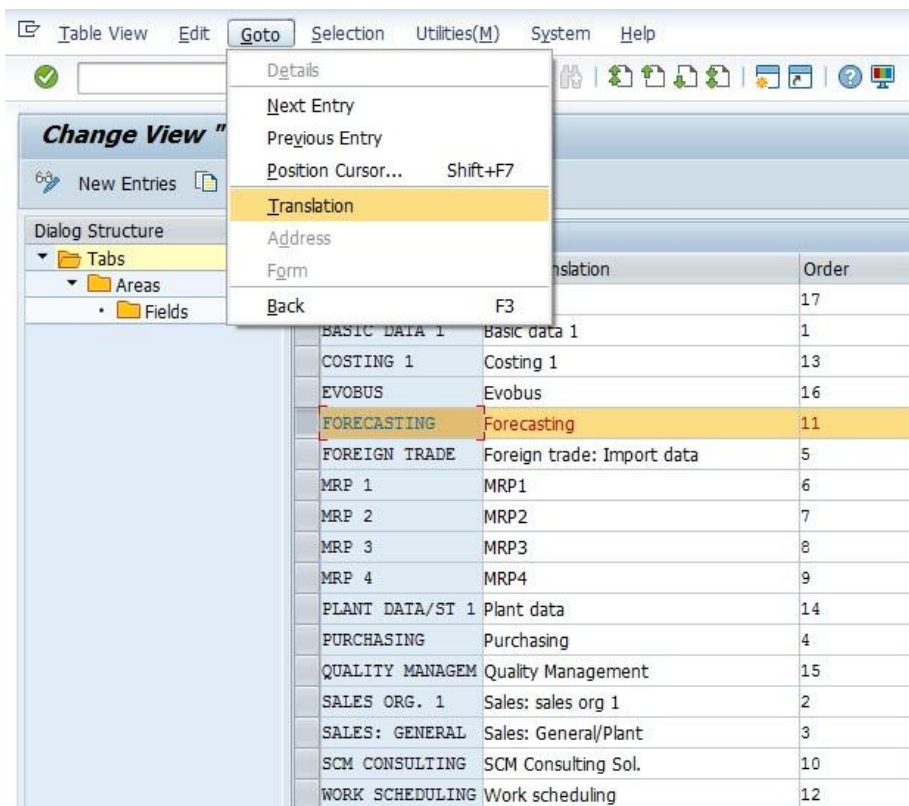 Table View Edit Goto Selection Utilities(M) System Help
Details
Next Entry
Previous Entry
Position Cursor... Shift+F7
Translation
Address
Form
Back F3
Change View "
New Entries
Dialog Structure
Tabs
Areas
Fields
nslation Order
17
BASIC DATA 1 Basic data 1 1
COSTING 1 Costing 1 13
EVOBUS Evobus 16
FORECASTING Forecasting 11
FOREIGN TRADE Foreign trade: Import data 5
MRP 1 MRP1 6
MRP 2 MRP2 7
MRP 3 MRP3 8
MRP 4 MRP4 9
PLANT DATA/ST 1 Plant data 14
PURCHASING Purchasing 4
QUALITY MANAGEM Quality Management 15
SALES ORG. 1 Sales: sales org 1 2
SALES: GENERAL Sales: General/Plant 3
SCM CONSULTING SCM Consulting Sol. 10
WORK SCHEDULING Work scheduling 12